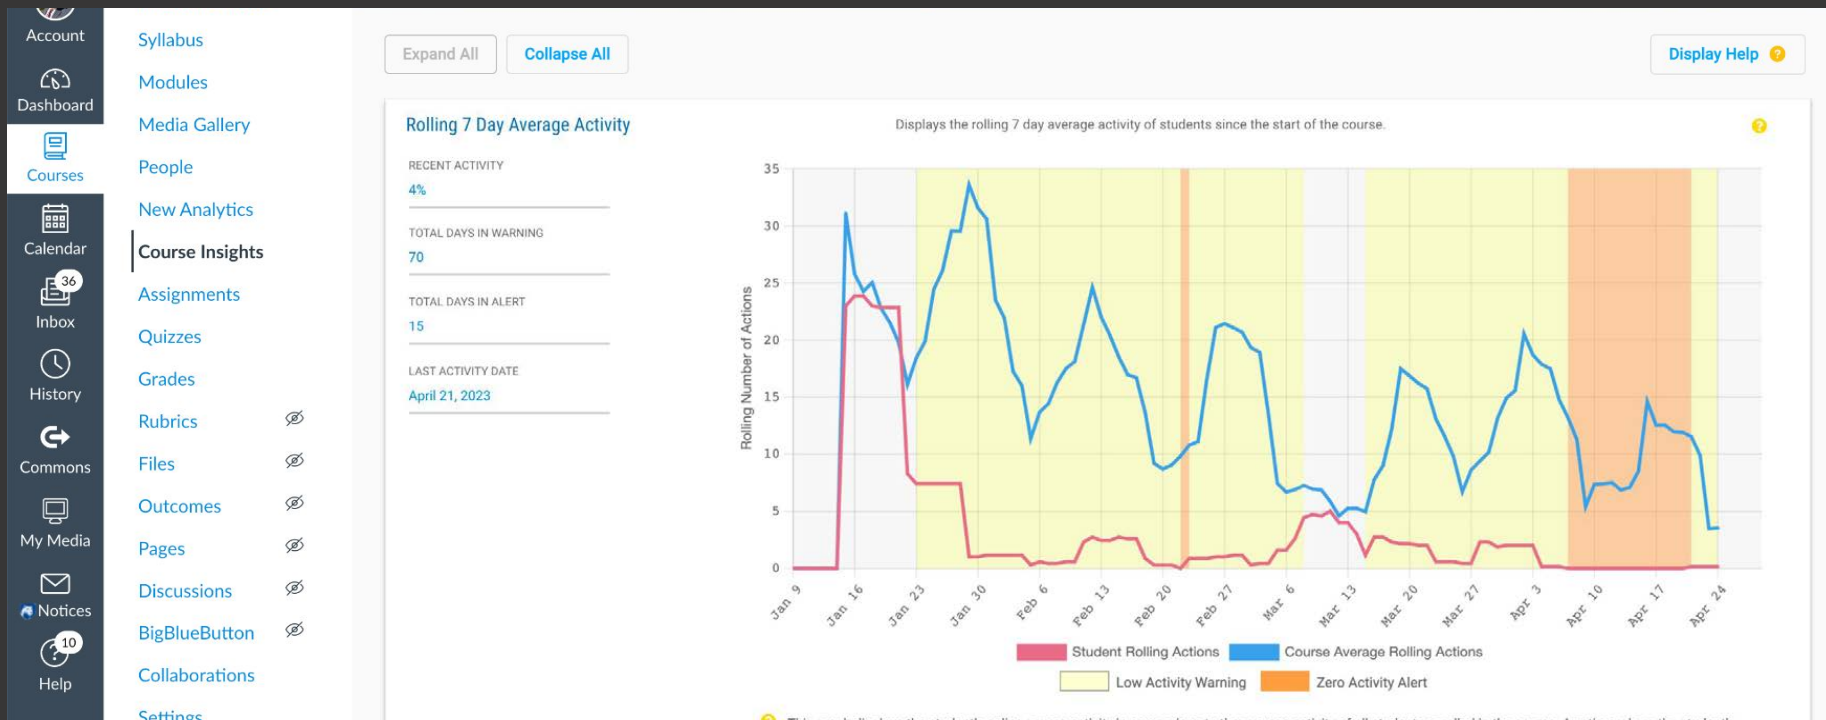 Account
Dashboard
Courses
Calendar
36
Inbox
History
Commons
My Media
Notices
10
Help
Syllabus
Modules
Media Gallery
People
New Analytics
Course Insights
Assignments
Quizzes
Grades
Rubrics
Files
Outcomes
Pages
Discussions
BigBlueButton
Collaborations
Settings
Expand All
Collapse All
Display Help ?
Rolling 7 Day Average Activity
Displays the rolling 7 day average activity of students since the start of the course.
?
RECENT ACTIVITY
4%
TOTAL DAYS IN WARNING
70
TOTAL DAYS IN ALERT
15
LAST ACTIVITY DATE
April 21, 2023
Rolling Number of Actions
35
30
25
20
15
10
5
0
Jan 9
Jan 16
Jan 23
Jan 30
Feb 6
Feb 13
Feb 20
Feb 27
Mar 6
Mar 13
Mar 20
Mar 27
Apr 3
Apr 10
Apr 17
Apr 24
Student Rolling Actions
Course Average Rolling Actions
Low Activity Warning
Zero Activity Alert